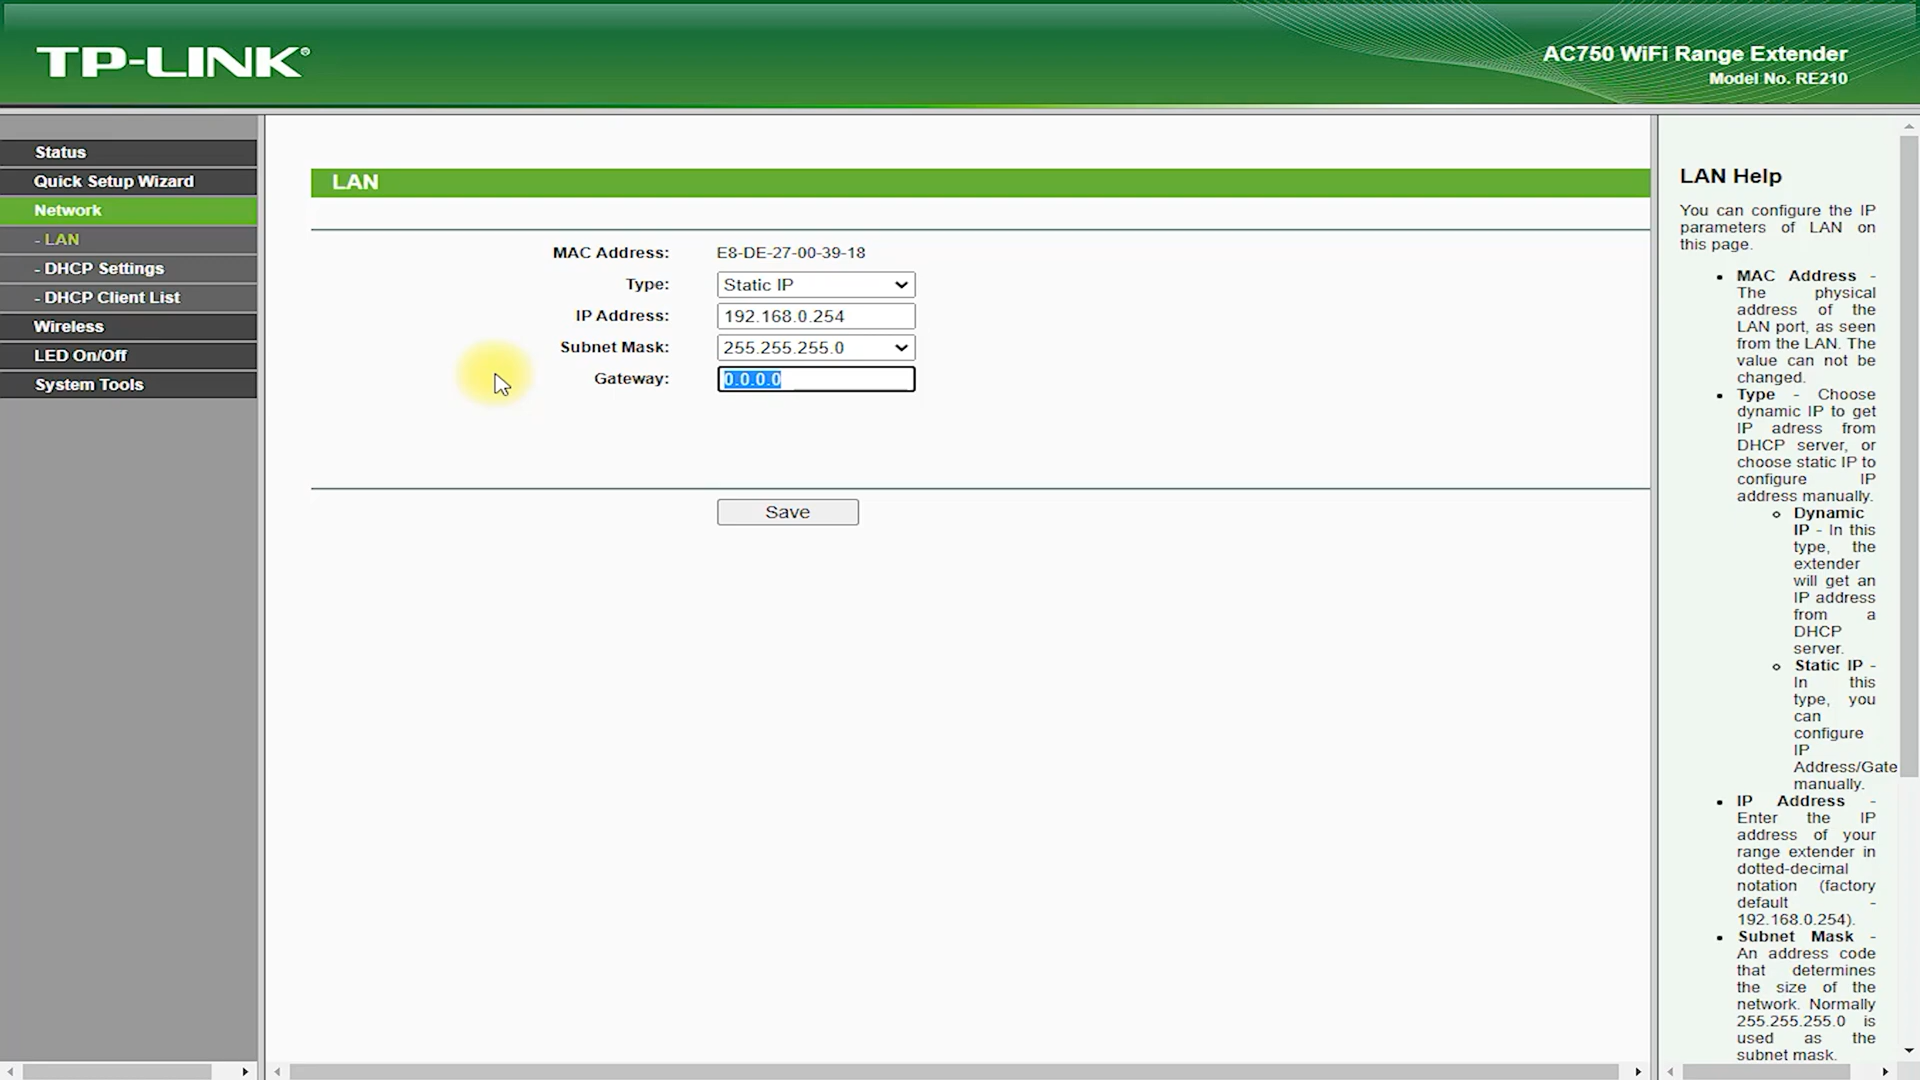 TP-LINK®
AC750 WiFi Range Extender
Model No. RE210
Status
Quick Setup Wizard
Network
- LAN
- DHCP Settings
- DHCP Client List
Wireless
LED On/Off
System Tools
LAN
MAC Address: E8-DE-27-00-39-18
Type: Static IP
IP Address: 192.168.0.254
Subnet Mask: 255.255.255.0
Gateway: 0.0.0.0
Save
LAN Help
You can configure the IP
parameters of LAN on
this page.
• MAC Address -
The physical
address of the
LAN port, as seen
from the LAN. The
value can not be
changed.
• Type - Choose
dynamic IP to get
IP adress from
DHCP server, or
choose static IP to
configure IP
address manually.
Dynamic
IP - In this
type, the
extender
will get an
IP address
from a
DHCP
server.
Static IP -
In this
type, you
can
configure
IP
Address/Gate
manually.
• IP Address -
Enter the IP
address of your
range extender in
dotted-decimal
notation (factory
default -
192.168.0.254).
• Subnet Mask -
An address code
that determines
the size of the
network. Normally
255.255.255.0 is
used as the
subnet mask.